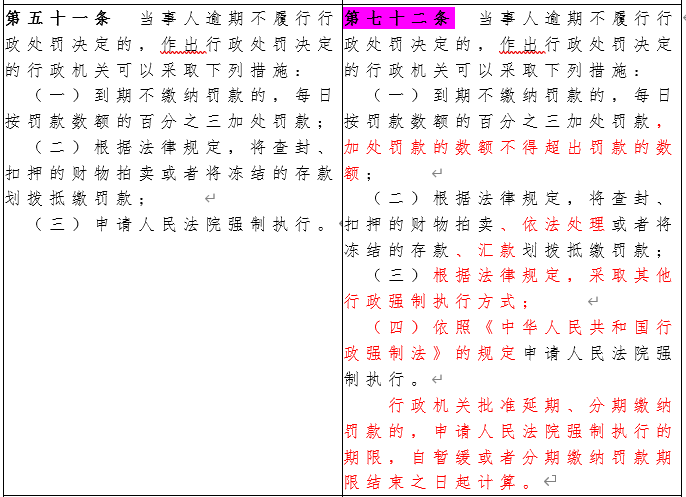 第五十一条　当事人逾期不履行行
政处罚决定的，作出行政处罚决定
的行政机关可以采取下列措施：
（一）到期不缴纳罚款的，每日
按罚款数额的百分之三加处罚款；
（二）根据法律规定，将查封、
扣押的财物拍卖或者将冻结的存款
划拨抵缴罚款；
（三）申请人民法院强制执行。
第七十二条　当事人逾期不履行行
政处罚决定的，作出行政处罚决定
的行政机关可以采取下列措施：
（一）到期不缴纳罚款的，每日
按罚款数额的百分之三加处罚款，
加处罚款的数额不得超出罚款的数
额；
（二）根据法律规定，将查封、
扣押的财物拍卖、依法处理或者将
冻结的存款、汇款划拨抵缴罚款；
（三）根据法律规定，采取其他
行政强制执行方式；
（四）依照《中华人民共和国行
政强制法》的规定申请人民法院强
制执行。
行政机关批准延期、分期缴纳
罚款的，申请人民法院强制执行的
期限，自暂缓或者分期缴纳罚款期
限结束之日起计算。